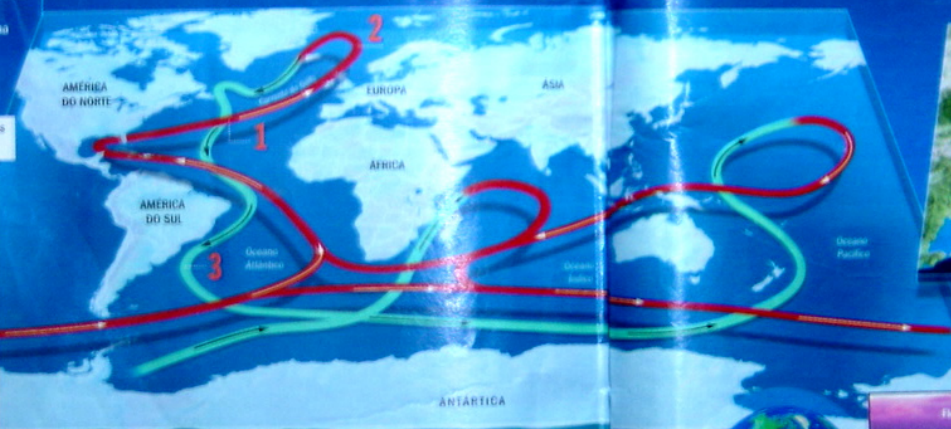 2
AMÉRICA
DO NORTE
EUROPA
ÁSIA
1
ÁFRICA
AMÉRICA
DO SUL
3
Oceano
Atlântico
Oceano
Índico
Oceano
Pacífico
4
ANTÁRTICA